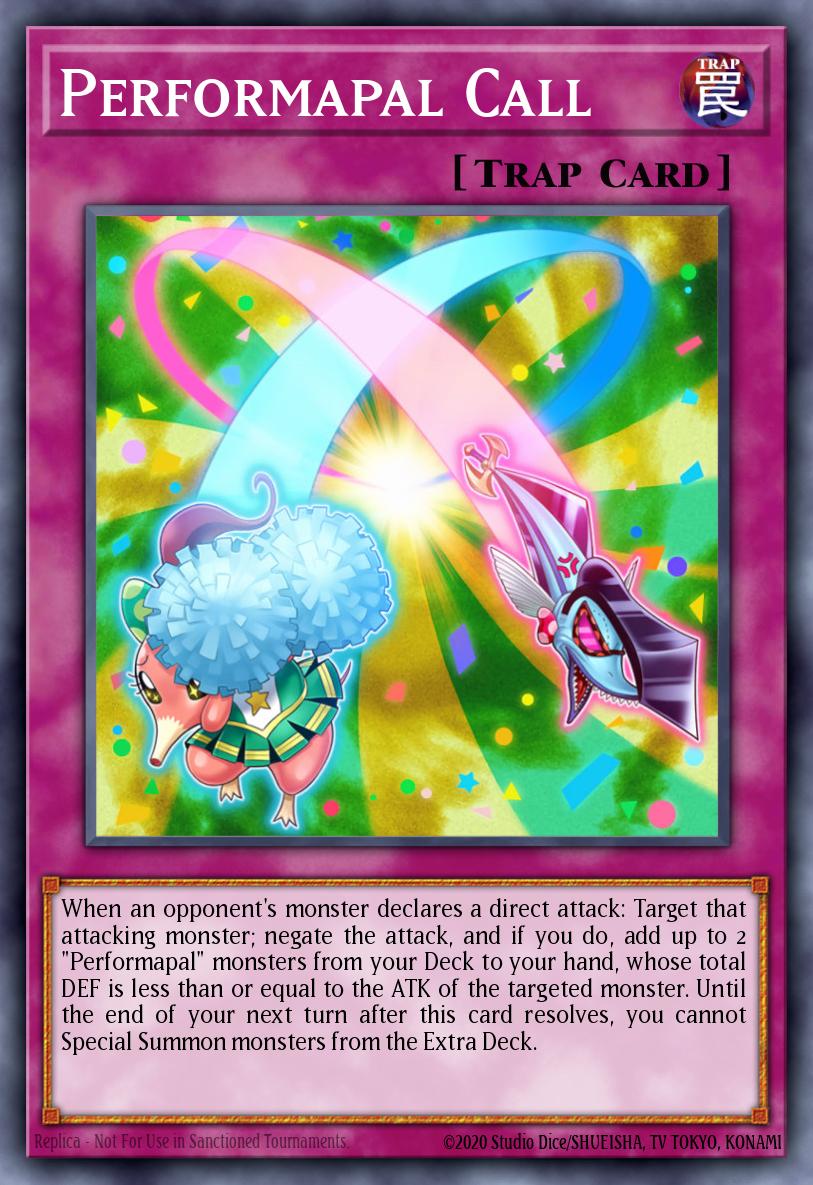 Performapal Call
TRAP
罠
[Trap Card]
When an opponent's monster declares a direct attack: Target that
attacking monster; negate the attack, and if you do, add up to 2
"Performapal" monsters from your Deck to your hand, whose total
DEF is less than or equal to the ATK of the targeted monster. Until
the end of your next turn after this card resolves, you cannot
Special Summon monsters from the Extra Deck.
Replica - Not For Use in Sanctioned Tournaments.
©2020 Studio Dice/SHUEISHA, TV TOKYO, KONAMI